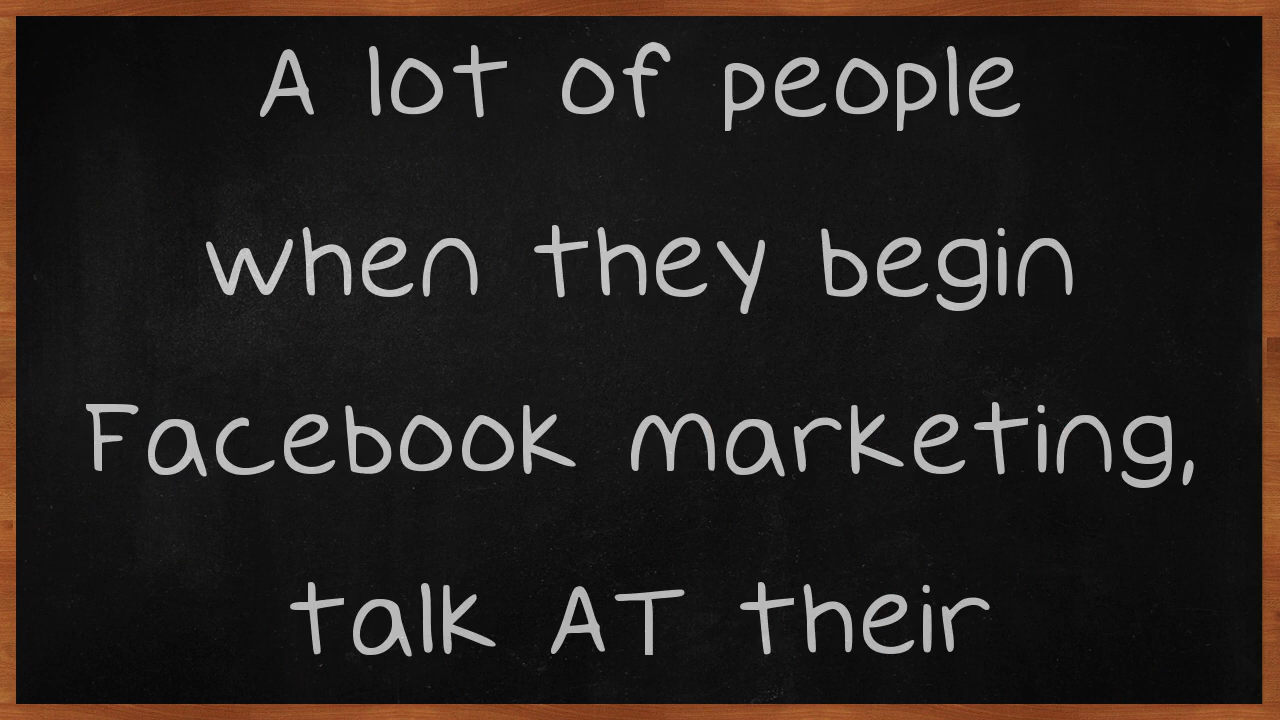 A lot of people
when they begin
Facebook marketing,
talk AT their